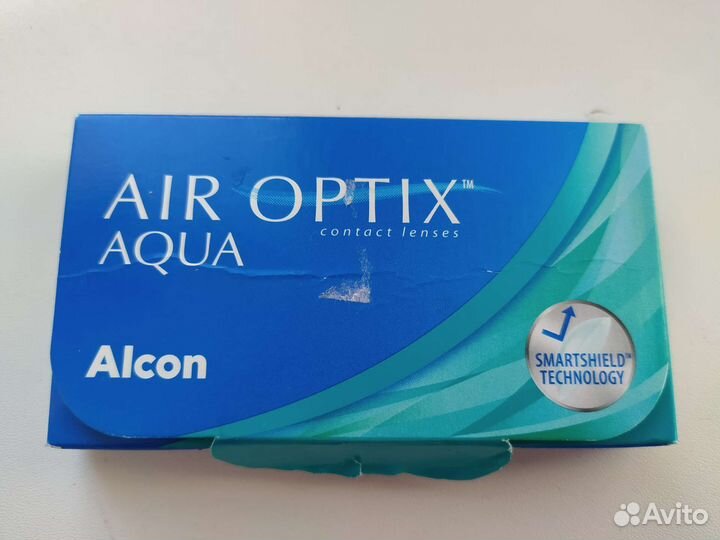 AIR OPTIX™
contact lenses
AQUA
Alcon
SMARTSHIELD™
TECHNOLOGY
Avito